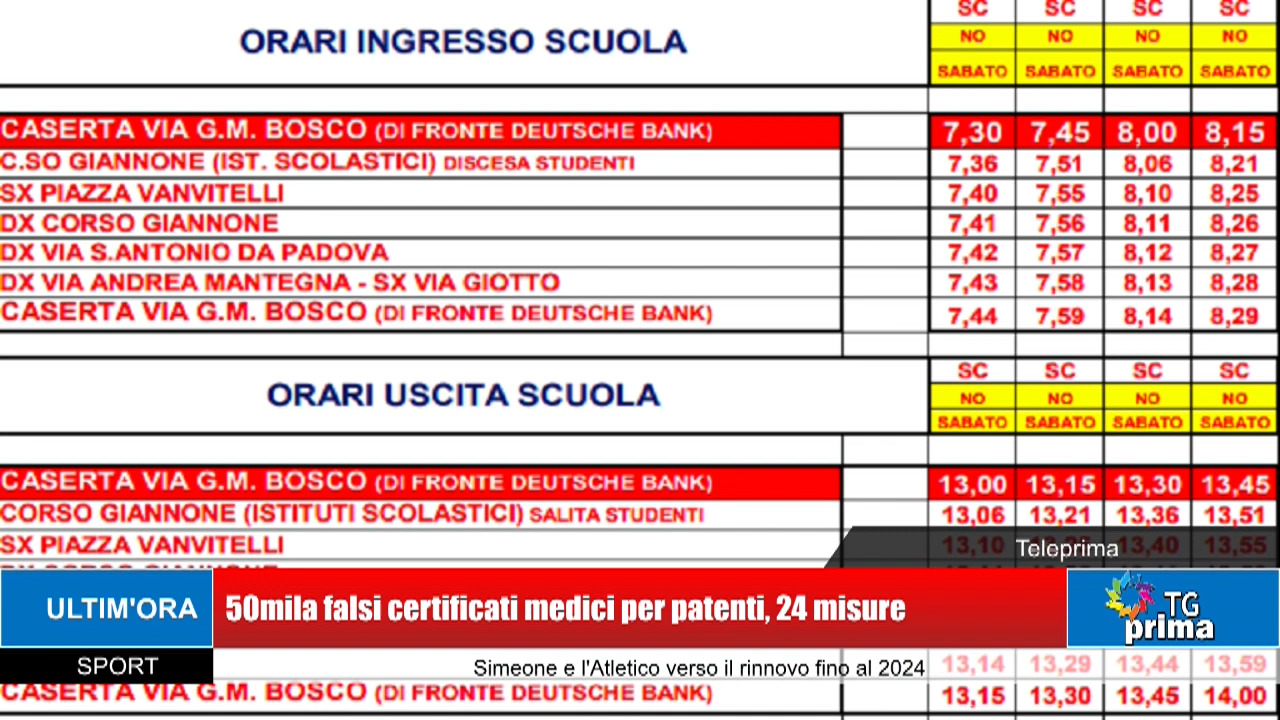 SC SC SC SC
ORARI INGRESSO SCUOLA NO NO NO NO
SABATO SABATO SABATO SABATO
CASERTA VIA G.M. BOSCO (DI FRONTE DEUTSCHE BANK) 7,30 7,45 8,00 8,15
C.SO GIANNONE (IST. SCOLASTICI) DISCESA STUDENTI 7,36 7,51 8,06 8,21
SX PIAZZA VANVITELLI 7,40 7,55 8,10 8,25
DX CORSO GIANNONE 7,41 7,56 8,11 8,26
DX VIA S.ANTONIO DA PADOVA 7,42 7,57 8,12 8,27
DX VIA ANDREA MANTEGNA - SX VIA GIOTTO 7,43 7,58 8,13 8,28
CASERTA VIA G.M. BOSCO (DI FRONTE DEUTSCHE BANK) 7,44 7,59 8,14 8,29
SC SC SC SC
ORARI USCITA SCUOLA NO NO NO NO
SABATO SABATO SABATO SABATO
CASERTA VIA G.M. BOSCO (DI FRONTE DEUTSCHE BANK) 13,00 13,15 13,30 13,45
CORSO GIANNONE (ISTITUTI SCOLASTICI) SALITA STUDENTI 13,06 13,21 13,36 13,51
SX PIAZZA VANVITELLI 13,10 13,40 13,55
Teleprima
ULTIM'ORA 50mila falsi certificati medici per patenti, 24 misure TG prima
SPORT Simeone e l'Atletico verso il rinnovo fino al 2024 13,14 13,29 13,44 13,59
CASERTA VIA G.M. BOSCO (DI FRONTE DEUTSCHE BANK) 13,15 13,30 13,45 14,00